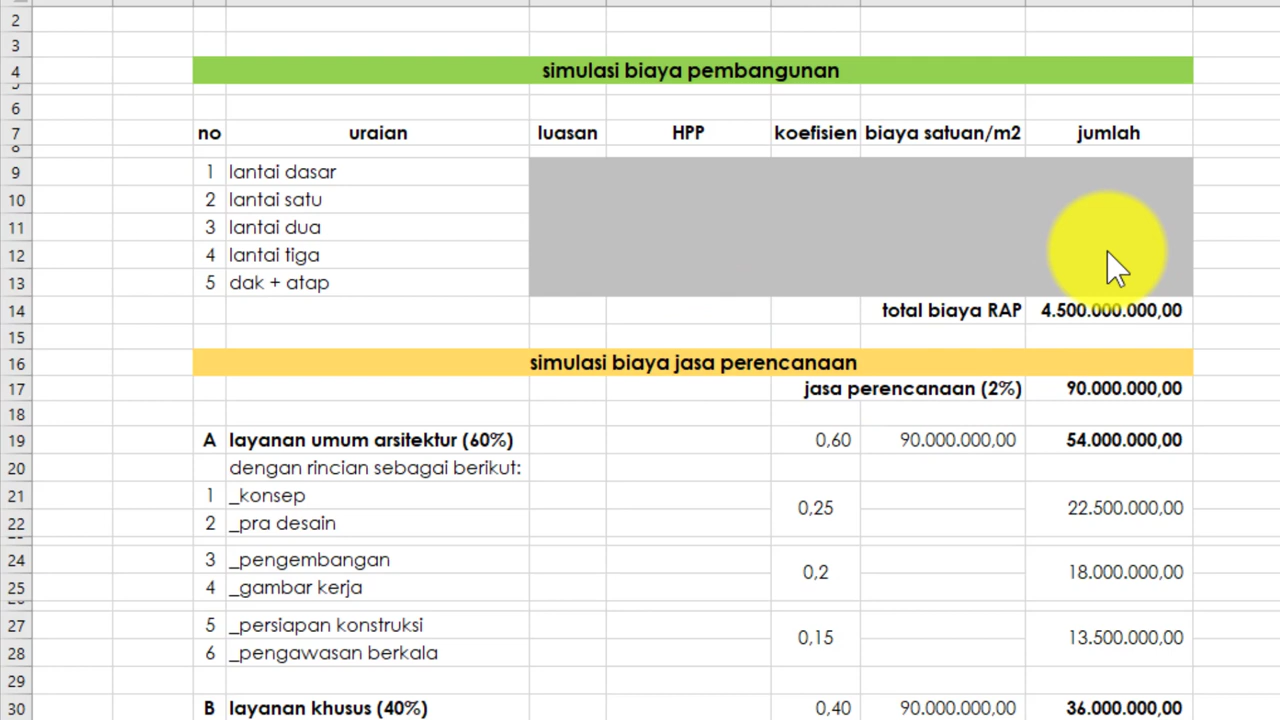 2
3
4 simulasi biaya pembangunan
6
7 no uraian luasan HPP koefisien biaya satuan/m2 jumlah
9 1 lantai dasar
10 2 lantai satu
11 3 lantai dua
12 4 lantai tiga
13 5 dak + atap
14 total biaya RAP 4.500.000.000,00
15
16 simulasi biaya jasa perencanaan
17 jasa perencanaan (2%) 90.000.000,00
18
19 A layanan umum arsitektur (60%) 0,60 90.000.000,00 54.000.000,00
20 dengan rincian sebagai berikut:
21 1 _konsep
0,25 22.500.000,00
22 2 _pra desain
24 3 _pengembangan
0,2 18.000.000,00
25 4 _gambar kerja
27 5 _persiapan konstruksi
0,15 13.500.000,00
28 6 _pengawasan berkala
29
30 B layanan khusus (40%) 0,40 90.000.000,00 36.000.000,00